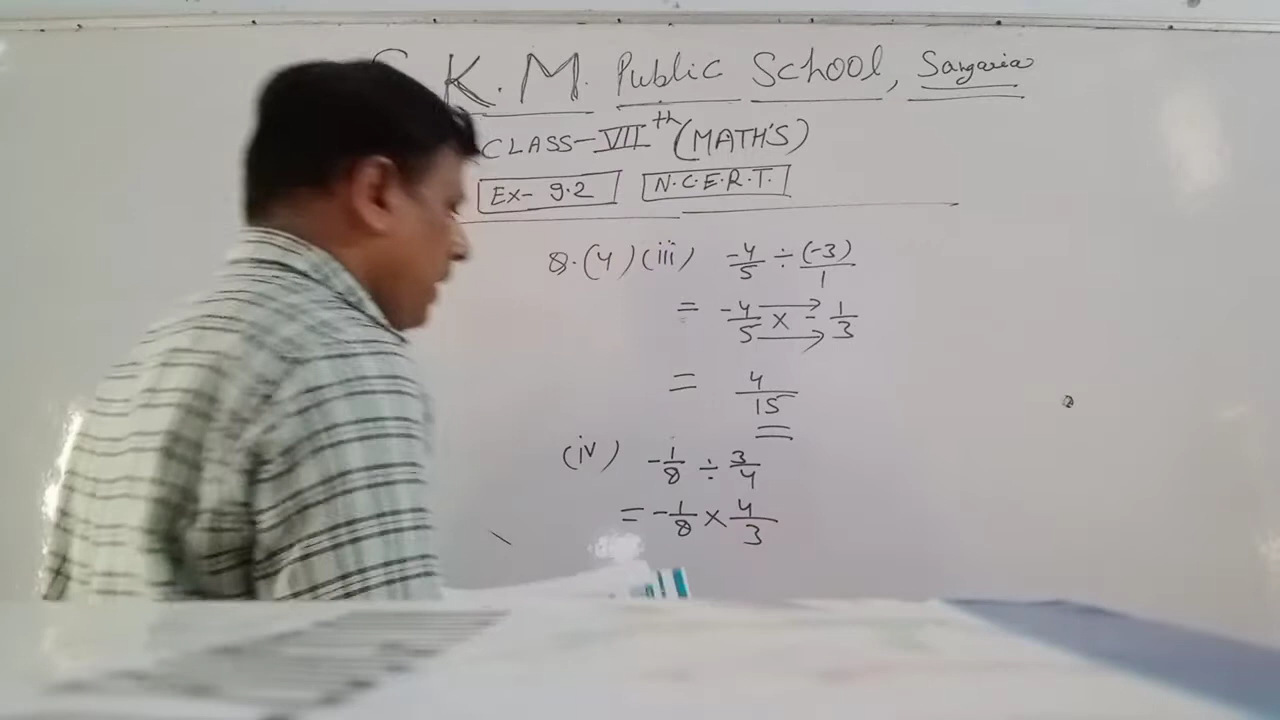 K. M. Public School, Sangaria
CLASS-VIIth (MATH'S)
Ex- 9.2 N.C.E.R.T.
8.(4)(iii) -4/5 ÷ (-3)/1
= -4/5 × -1/3
= 4/15
(iv) -1/8 ÷ 3/4
= -1/8 × 4/3